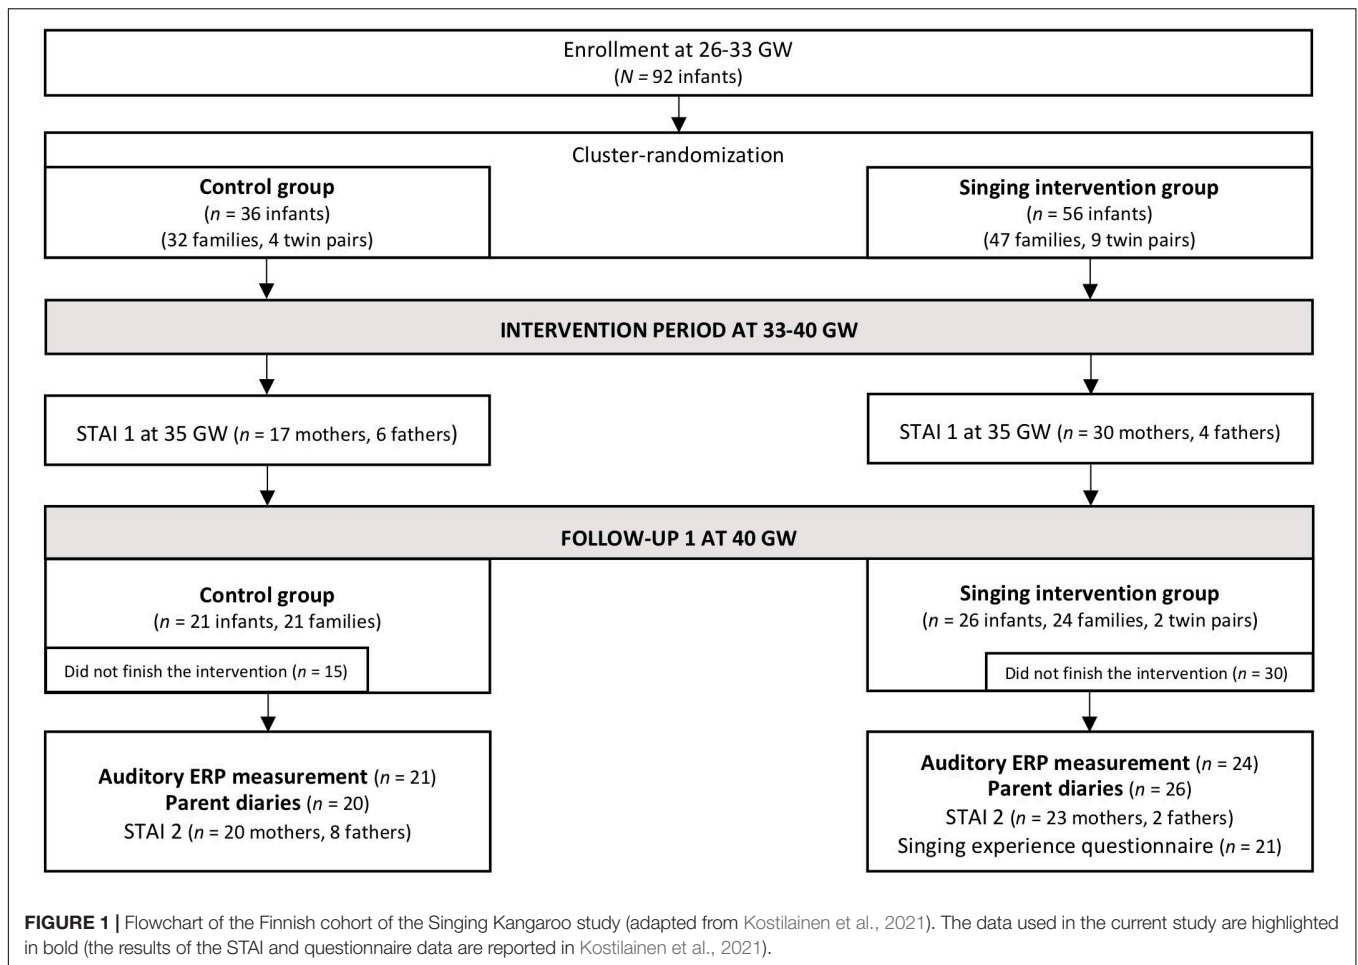 Enrollment at 26-33 GW
(N = 92 infants)
Cluster-randomization
Control group
(n = 36 infants)
(32 families, 4 twin pairs)
Singing intervention group
(n = 56 infants)
(47 families, 9 twin pairs)
INTERVENTION PERIOD AT 33-40 GW
STAI 1 at 35 GW (n = 17 mothers, 6 fathers)
STAI 1 at 35 GW (n = 30 mothers, 4 fathers)
FOLLOW-UP 1 AT 40 GW
Control group
(n = 21 infants, 21 families)
Did not finish the intervention (n = 15)
Singing intervention group
(n = 26 infants, 24 families, 2 twin pairs)
Did not finish the intervention (n = 30)
Auditory ERP measurement (n = 21)
Parent diaries (n = 20)
STAI 2 (n = 20 mothers, 8 fathers)
Auditory ERP measurement (n = 24)
Parent diaries (n = 26)
STAI 2 (n = 23 mothers, 2 fathers)
Singing experience questionnaire (n = 21)
FIGURE 1 | Flowchart of the Finnish cohort of the Singing Kangaroo study (adapted from Kostilainen et al., 2021). The data used in the current study are highlighted
in bold (the results of the STAI and questionnaire data are reported in Kostilainen et al., 2021).